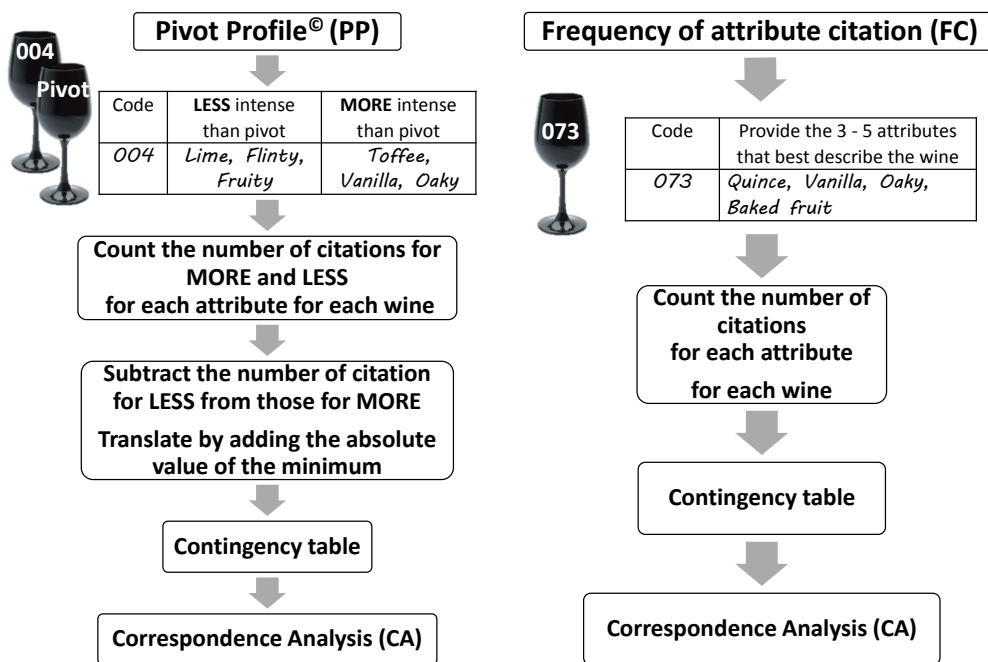 Pivot Profile© (PP)
004
Pivot
Code
LESS intense
than pivot
MORE intense
than pivot
004
Lime, Flinty,
Fruity
Toffee,
Vanilla, Oaky
Count the number of citations for
MORE and LESS
for each attribute for each wine
Subtract the number of citation
for LESS from those for MORE
Translate by adding the absolute
value of the minimum
Contingency table
Correspondence Analysis (CA)
Frequency of attribute citation (FC)
073
Code
Provide the 3 - 5 attributes
that best describe the wine
073
Quince, Vanilla, Oaky,
Baked fruit
Count the number of
citations
for each attribute
for each wine
Contingency table
Correspondence Analysis (CA)